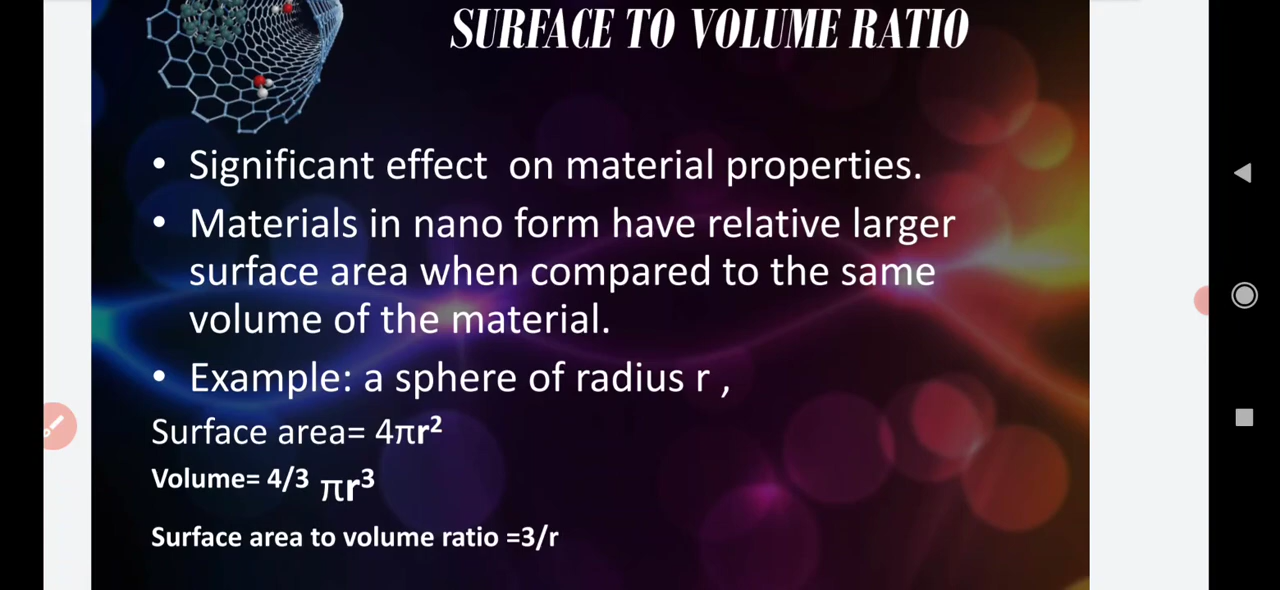 SURFACE TO VOLUME RATIO
• Significant effect on material properties.
• Materials in nano form have relative larger
surface area when compared to the same
volume of the material.
• Example: a sphere of radius r ,
Surface area= 4πr²
Volume= 4/3 πr³
Surface area to volume ratio =3/r